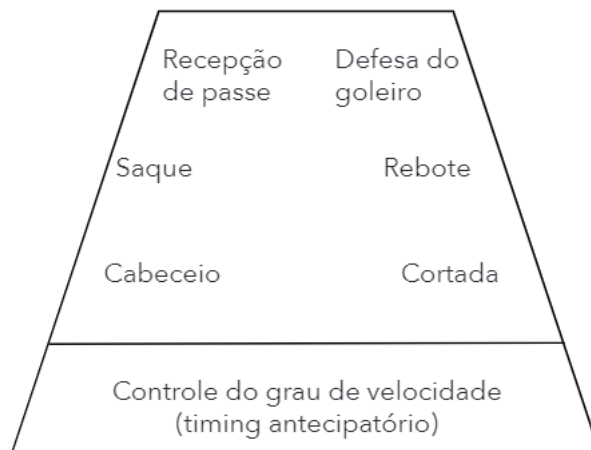 Recepção de passe
Defesa do goleiro
Saque
Rebote
Cabeceio
Cortada
Controle do grau de velocidade
(timing antecipatório)